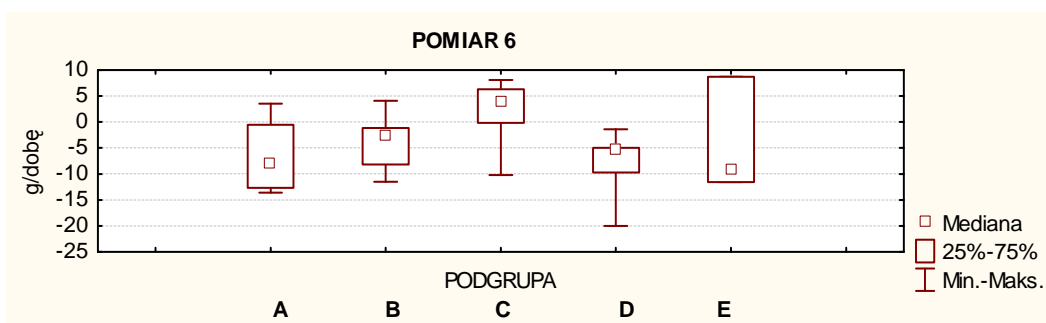 POMIAR 6
10
5
0
-5
-10
-15
-20
-25
g/dobę
PODGRUPA
A B C D E
Mediana
25%-75%
Min.-Maks.